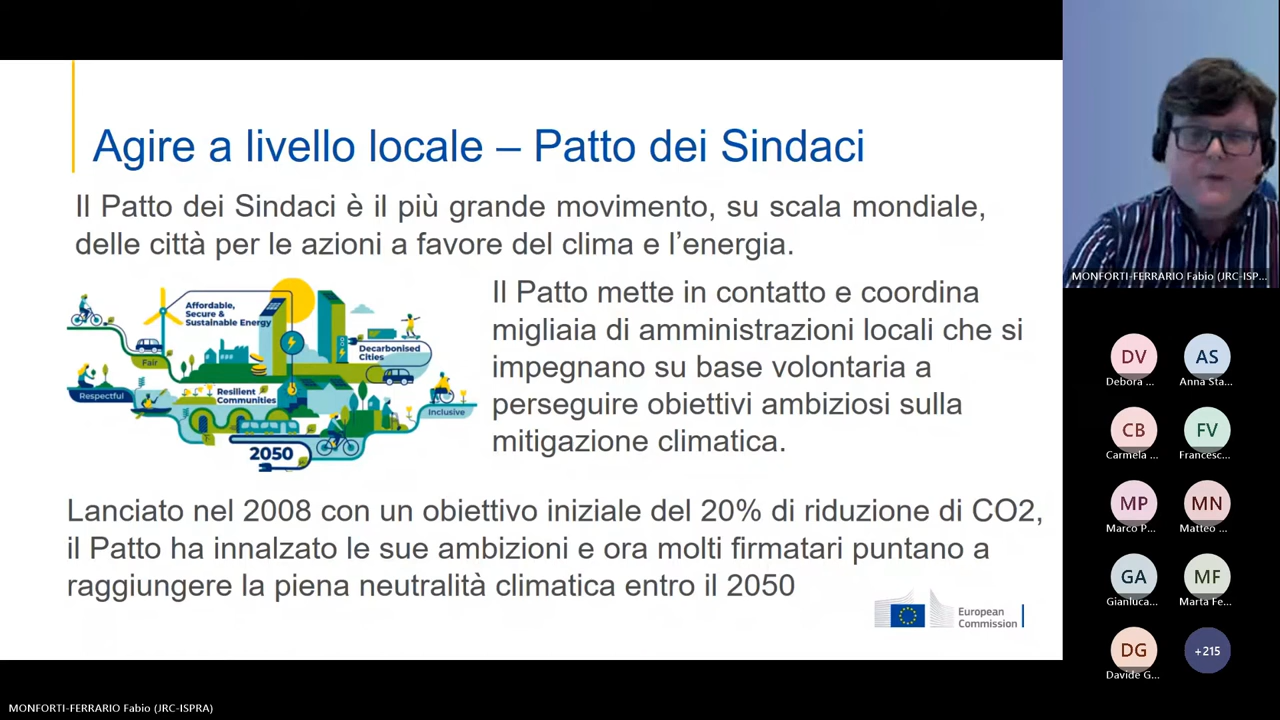 Agire a livello locale – Patto dei Sindaci
Il Patto dei Sindaci è il più grande movimento, su scala mondiale,
delle città per le azioni a favore del clima e l’energia.
Affordable,
Secure &
Sustainable Energy
Decarbonised
Cities
Fair
Respectful
Resilient
Communities
Inclusive
2050
Il Patto mette in contatto e coordina
migliaia di amministrazioni locali che si
impegnano su base volontaria a
perseguire obiettivi ambiziosi sulla
mitigazione climatica.
Lanciato nel 2008 con un obiettivo iniziale del 20% di riduzione di CO2,
il Patto ha innalzato le sue ambizioni e ora molti firmatari puntano a
raggiungere la piena neutralità climatica entro il 2050
European
Commission
MONFORTI-FERRARIO Fabio (JRC-ISP...
DV
Debora ...
AS
Anna Sta...
CB
Carmela ...
FV
Francesc...
MP
Marco P...
MN
Matteo ...
GA
Gianluca...
MF
Marta Fe...
DG
Davide G...
+215
MONFORTI-FERRARIO Fabio (JRC-ISPRA)